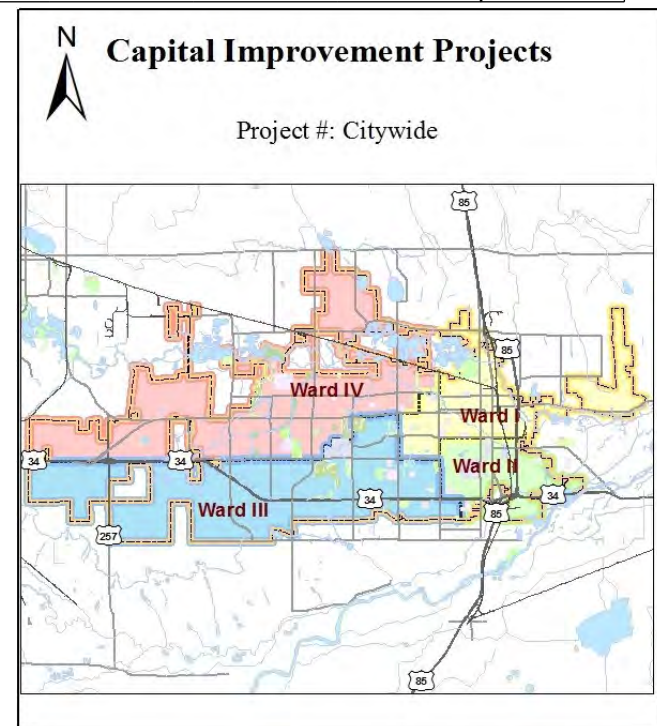 N
Capital Improvement Projects
Project #: Citywide
85
85
Ward IV
Ward I
34
34
Ward II
Ward III
34
34
85
257
85